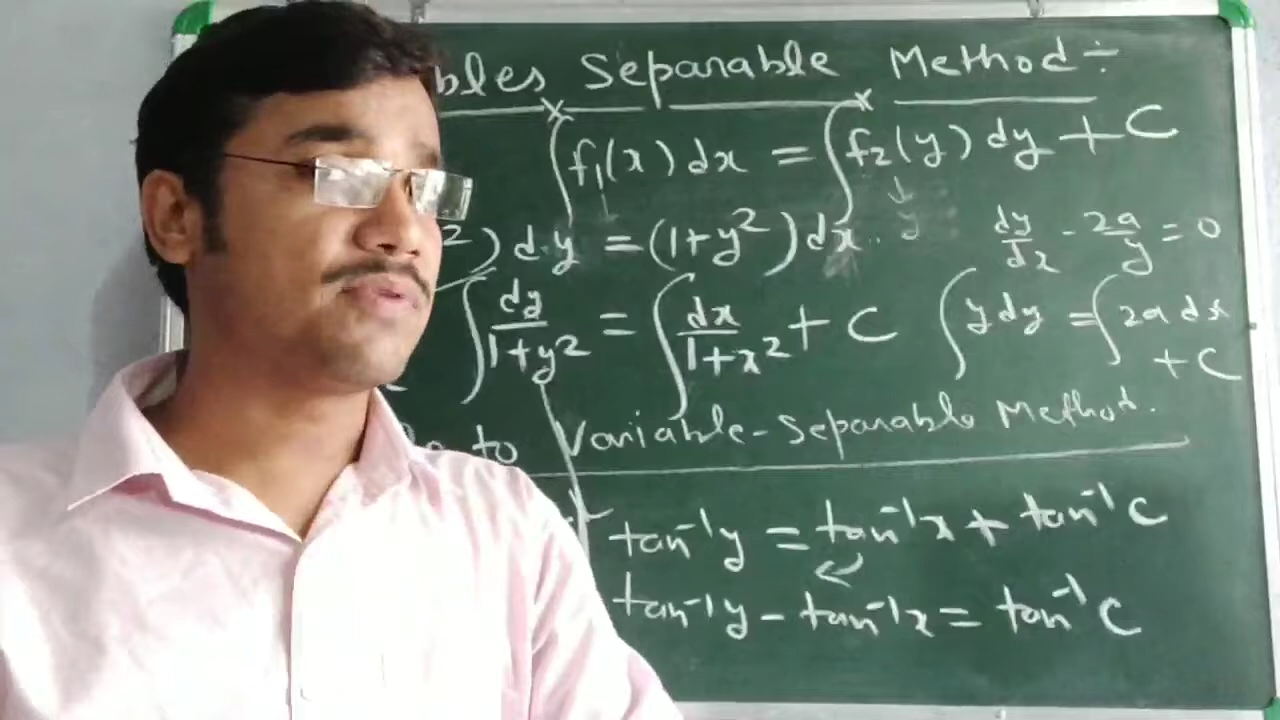 bles Separable Method ÷
∫f₁(x)dx = ∫f₂(y)dy + C
²)dy = (1+y²)dx
dy/dx - 2a/y = 0
∫dy/1+y² = ∫dx/1+x² + C
∫y dy = ∫2a dx + C
to Variable-Separable Method.
tan⁻¹y = tan⁻¹x + tan⁻¹C
tan⁻¹y - tan⁻¹x = tan⁻¹C